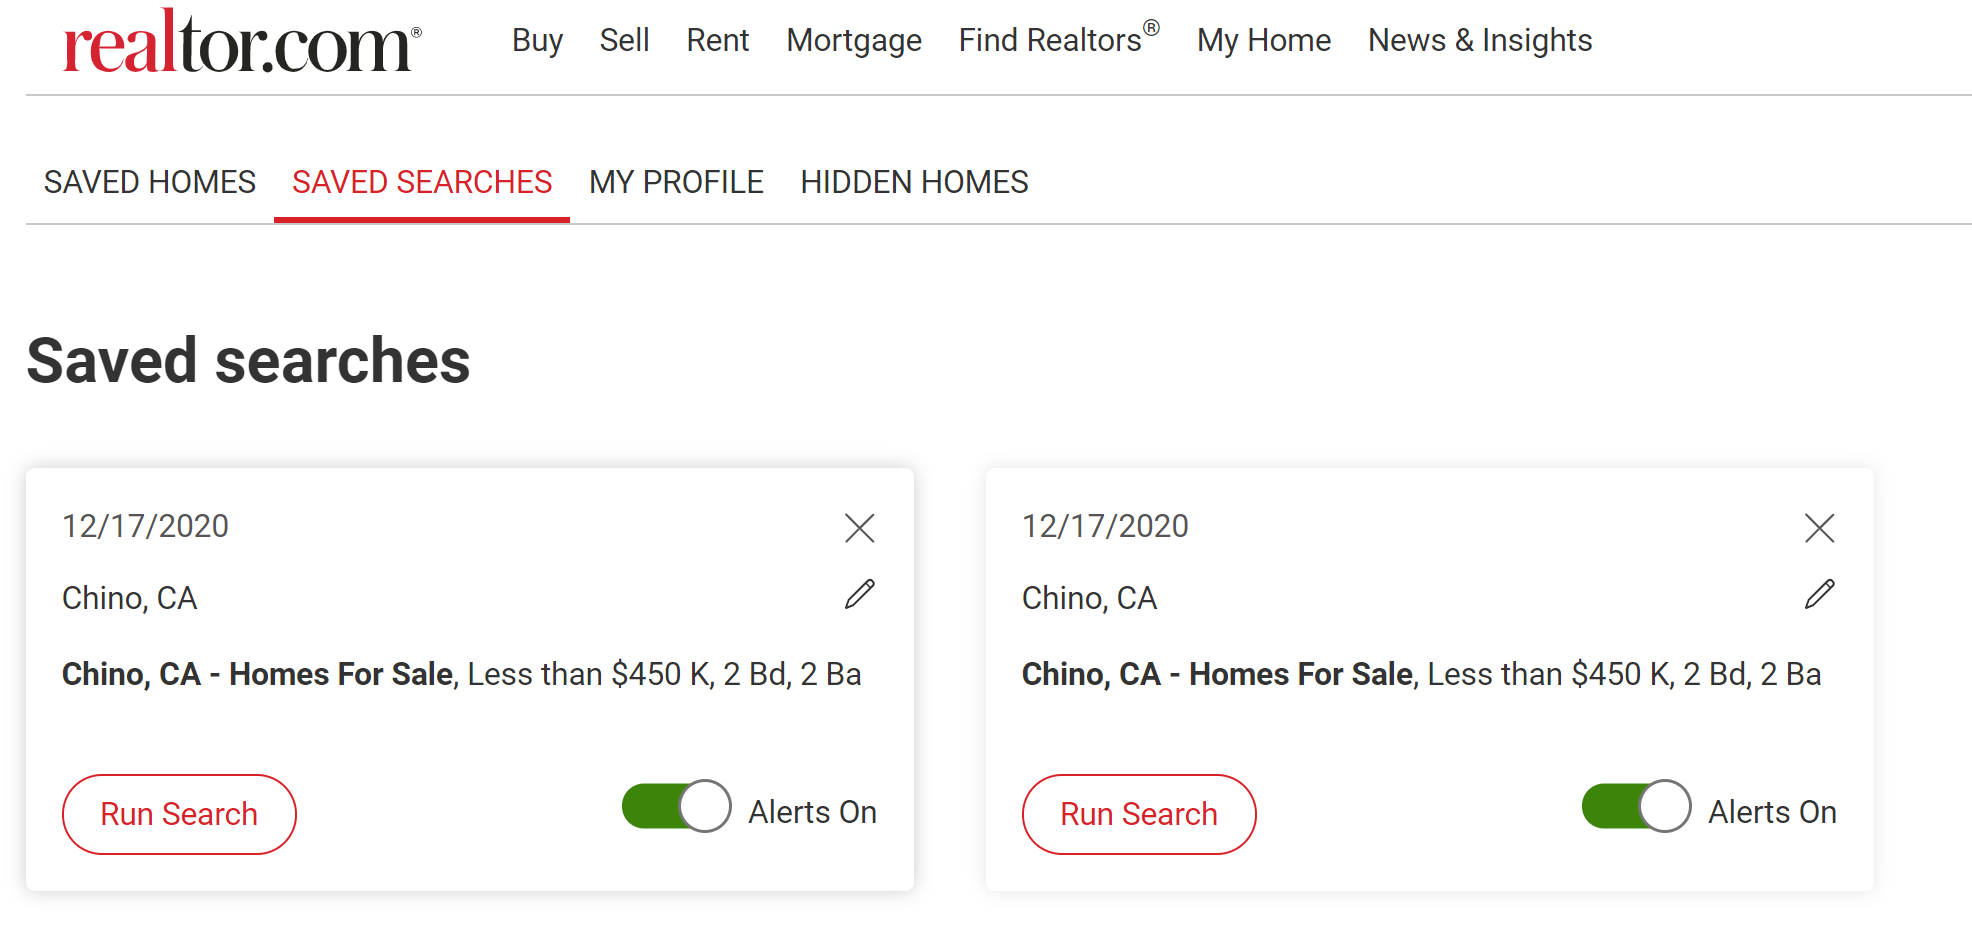 realtor.com® Buy Sell Rent Mortgage Find Realtors® My Home News & Insights
SAVED HOMES SAVED SEARCHES MY PROFILE HIDDEN HOMES
Saved searches
12/17/2020
Chino, CA
Chino, CA - Homes For Sale, Less than $450 K, 2 Bd, 2 Ba
Run Search Alerts On
12/17/2020
Chino, CA
Chino, CA - Homes For Sale, Less than $450 K, 2 Bd, 2 Ba
Run Search Alerts On